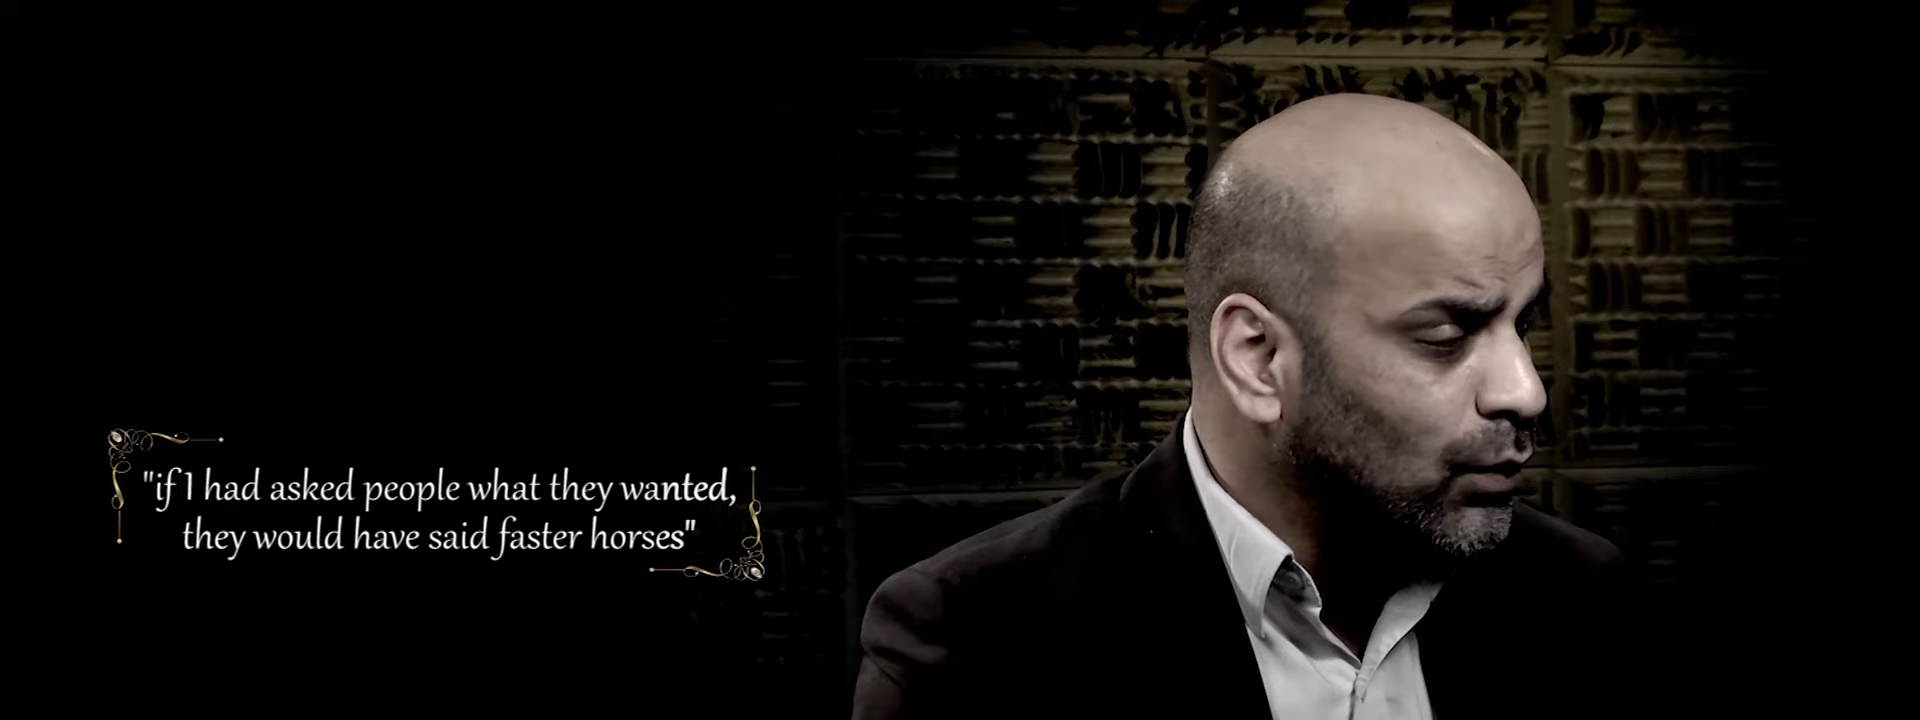 "if I had asked people what they wanted,
they would have said faster horses"